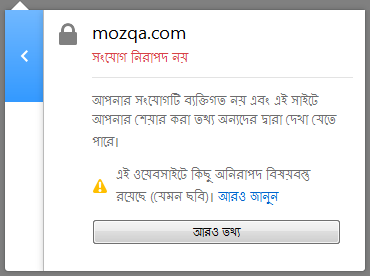 mozqa.com
সংযোগ নিরাপদ নয়
আপনার সংযোগটি ব্যক্তিগত নয় এবং এই সাইটে
আপনার শেয়ার করা তথ্য অন্যদের দ্বারা দেখা যেতে
পারে।
এই ওয়েবসাইটে কিছু অনিরাপদ বিষয়বস্তু
রয়েছে (যেমন ছবি)। আরও জানুন
আরও তথ্য